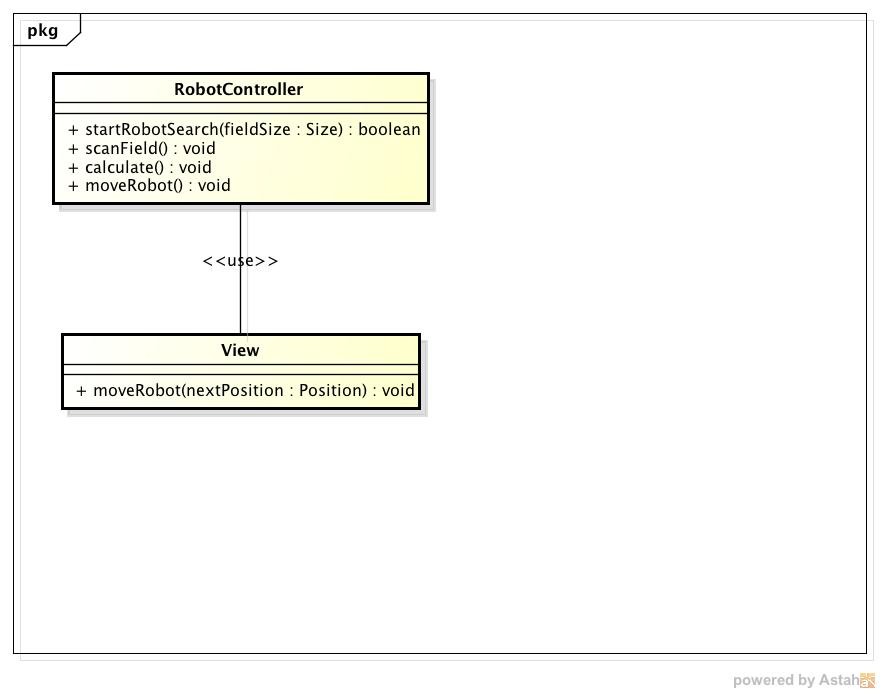 pkg
RobotController
+ startRobotSearch(fieldSize : Size) : boolean
+ scanField() : void
+ calculate() : void
+ moveRobot() : void
<<use>>
View
+ moveRobot(nextPosition : Position) : void
powered by Astah